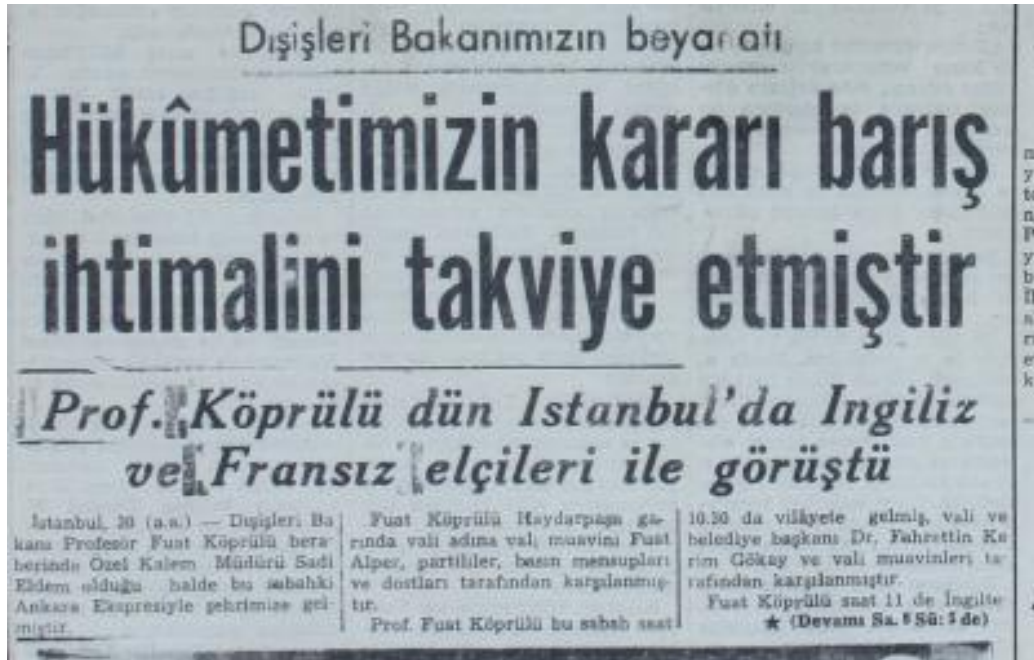 Dışişleri Bakanımızın beyanatı
Hükûmetimizin kararı barış
ihtimalini takviye etmiştir
Prof. Köprülü dün Istanbul'da Ingiliz
ve Fransız elçileri ile görüştü
İstanbul, 20 (a.a.) — Dışişleri Ba
kanı Profesör Fuat Köprülü bera
berinde Özel Kalem Müdürü Sadi
Eldem olduğu halde bu sabahki
Ankara Ekspresiyle şehrimize gel
miştir.
Fuat Köprülü Haydarpaşa ga-
rında vali adına vali muavini Fuat
Alper, partililer, basın mensupları
ve dostları tarafından karşılanmış-
tır.
Prof. Fuat Köprülü bu sabah saat
10.30 da vilâyete gelmiş, vali ve
belediye başkanı Dr. Fahrettin Ke
rim Gökay ve vali muavinleri ta
rafından karşılanmıştır.
Fuat Köprülü saat 11 de İngilte
★ (Devamı Sa. 5 Sü: 5 de)